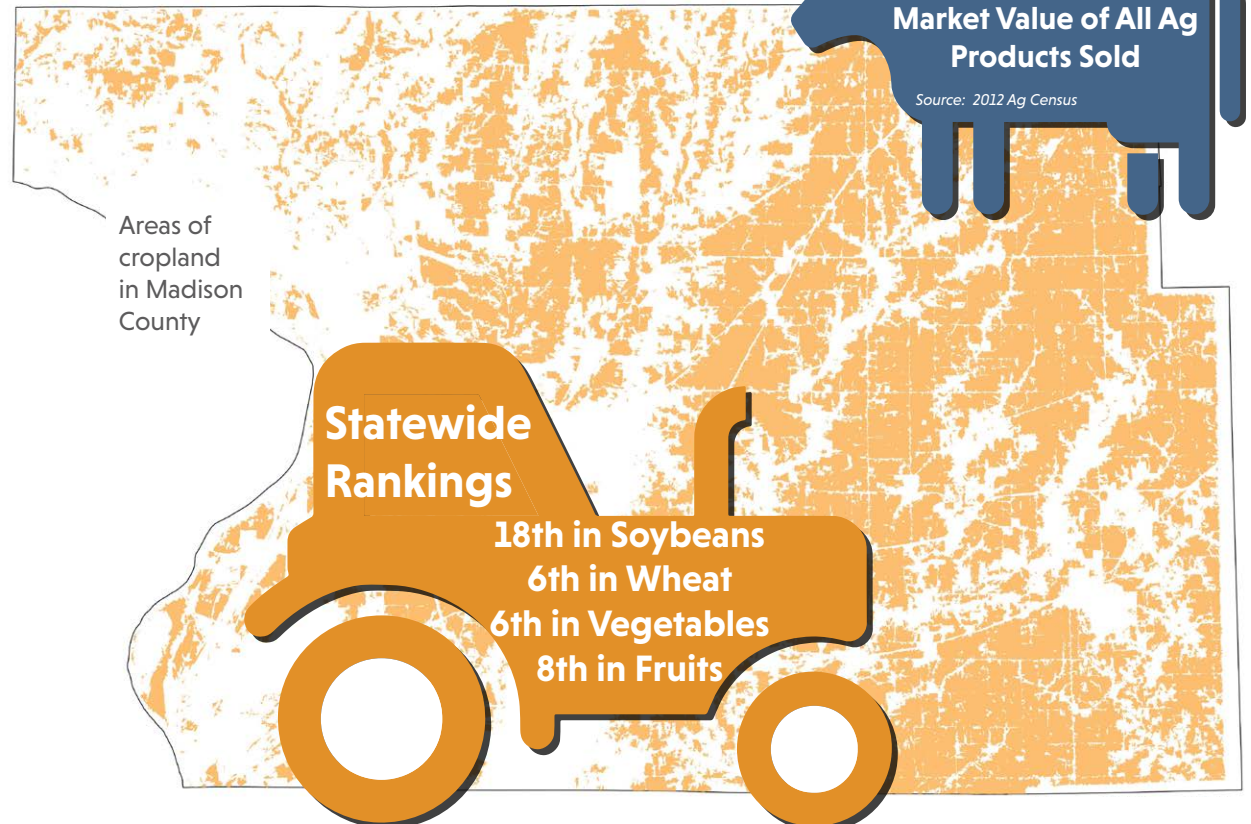 Market Value of All Ag
Products Sold
Source: 2012 Ag Census
Areas of
cropland
in Madison
County
Statewide
Rankings
18th in Soybeans
6th in Wheat
6th in Vegetables
8th in Fruits